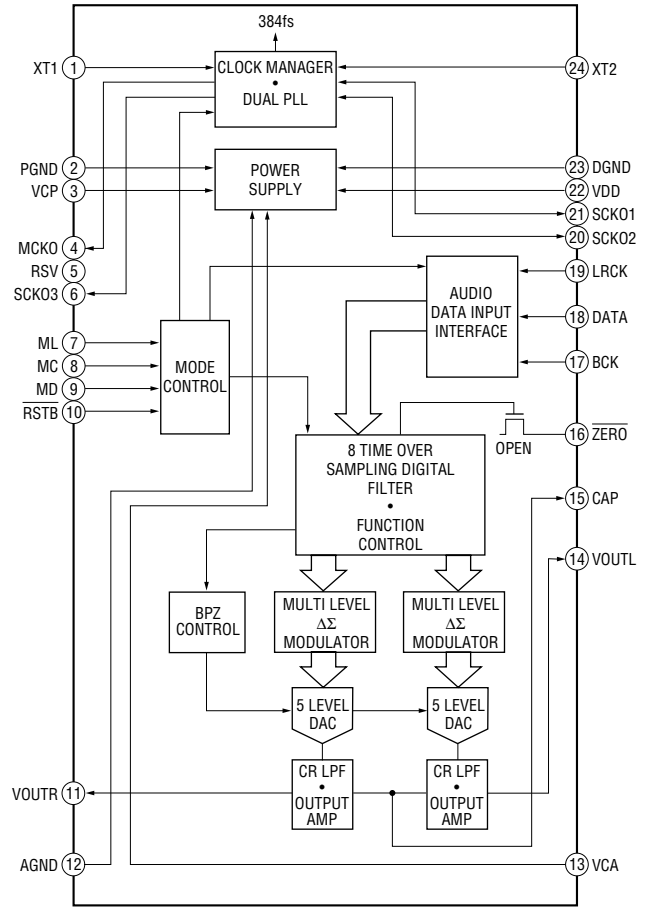 384fs
XT1 1
CLOCK MANAGER
•
DUAL PLL
24 XT2
PGND 2
VCP 3
POWER
SUPPLY
23 DGND
22 VDD
21 SCKO1
20 SCKO2
MCKO 4
RSV 5
SCKO3 6
19 LRCK
18 DATA
17 BCK
AUDIO
DATA INPUT
INTERFACE
ML 7
MC 8
MD 9
RSTB 10
MODE
CONTROL
OPEN
16 ZERO
8 TIME OVER
SAMPLING DIGITAL
FILTER
•
FUNCTION
CONTROL
15 CAP
14 VOUTL
BPZ
CONTROL
MULTI LEVEL
ΔΣ
MODULATOR
MULTI LEVEL
ΔΣ
MODULATOR
5 LEVEL
DAC
5 LEVEL
DAC
VOUTR 11
CR LPF
•
OUTPUT
AMP
CR LPF
•
OUTPUT
AMP
AGND 12
13 VCA